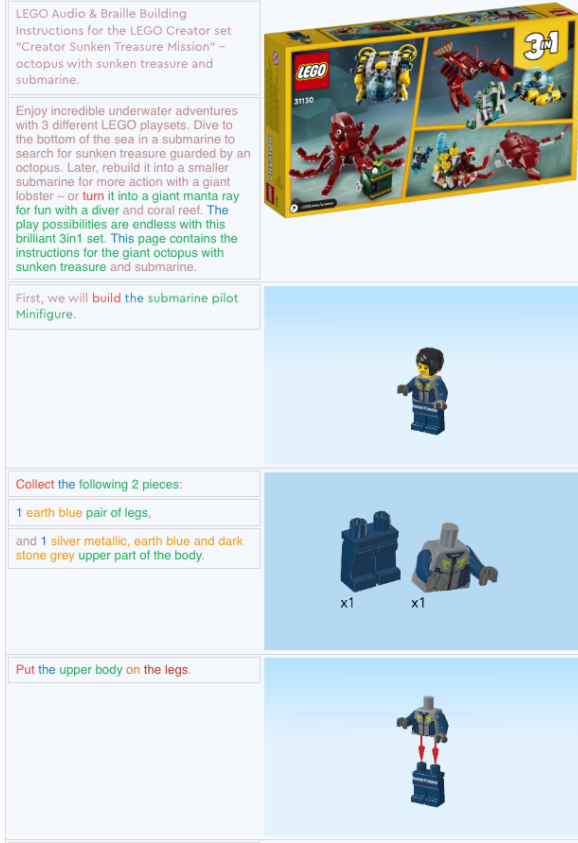 LEGO Audio & Braille Building
Instructions for the LEGO Creator set
"Creator Sunken Treasure Mission" –
octopus with sunken treasure and
submarine.
Enjoy incredible underwater adventures
with 3 different LEGO playsets. Dive to
the bottom of the sea in a submarine to
search for sunken treasure guarded by an
octopus. Later, rebuild it into a smaller
submarine for more action with a giant
lobster – or turn it into a giant manta ray
for fun with a diver and coral reef. The
play possibilities are endless with this
brilliant 3in1 set. This page contains the
instructions for the giant octopus with
sunken treasure and submarine.
LEGO
31130
3in1
CREATOR
First, we will build the submarine pilot
Minifigure.
Collect the following 2 pieces:
1 earth blue pair of legs,
and 1 silver metallic, earth blue and dark
stone grey upper part of the body.
x1
x1
Put the upper body on the legs.